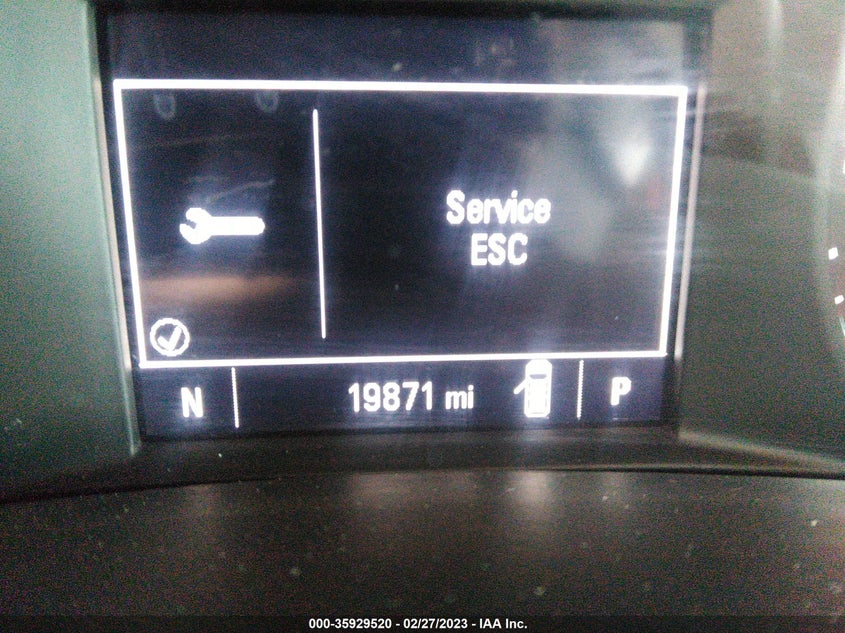 Service
ESC
N
19871 mi
P
000-35929520 - 02/27/2023 - IAA Inc.